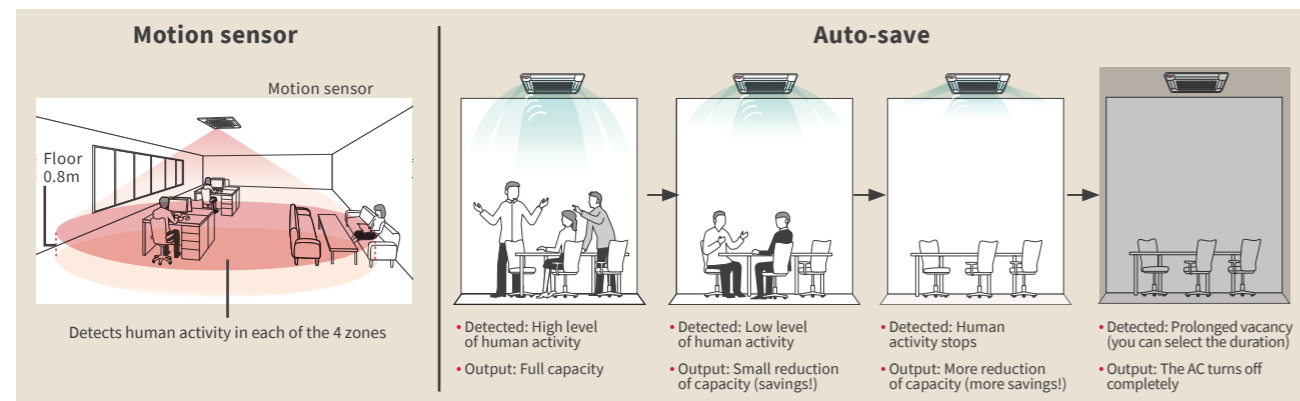 Motion sensor
Motion sensor
Floor
0.8m
Detects human activity in each of the 4 zones
Auto-save
• Detected: High level
of human activity
• Output: Full capacity
• Detected: Low level
of human activity
• Output: Small reduction
of capacity (savings!)
• Detected: Human
activity stops
• Output: More reduction
of capacity (more savings!)
• Detected: Prolonged vacancy
(you can select the duration)
• Output: The AC turns off
completely